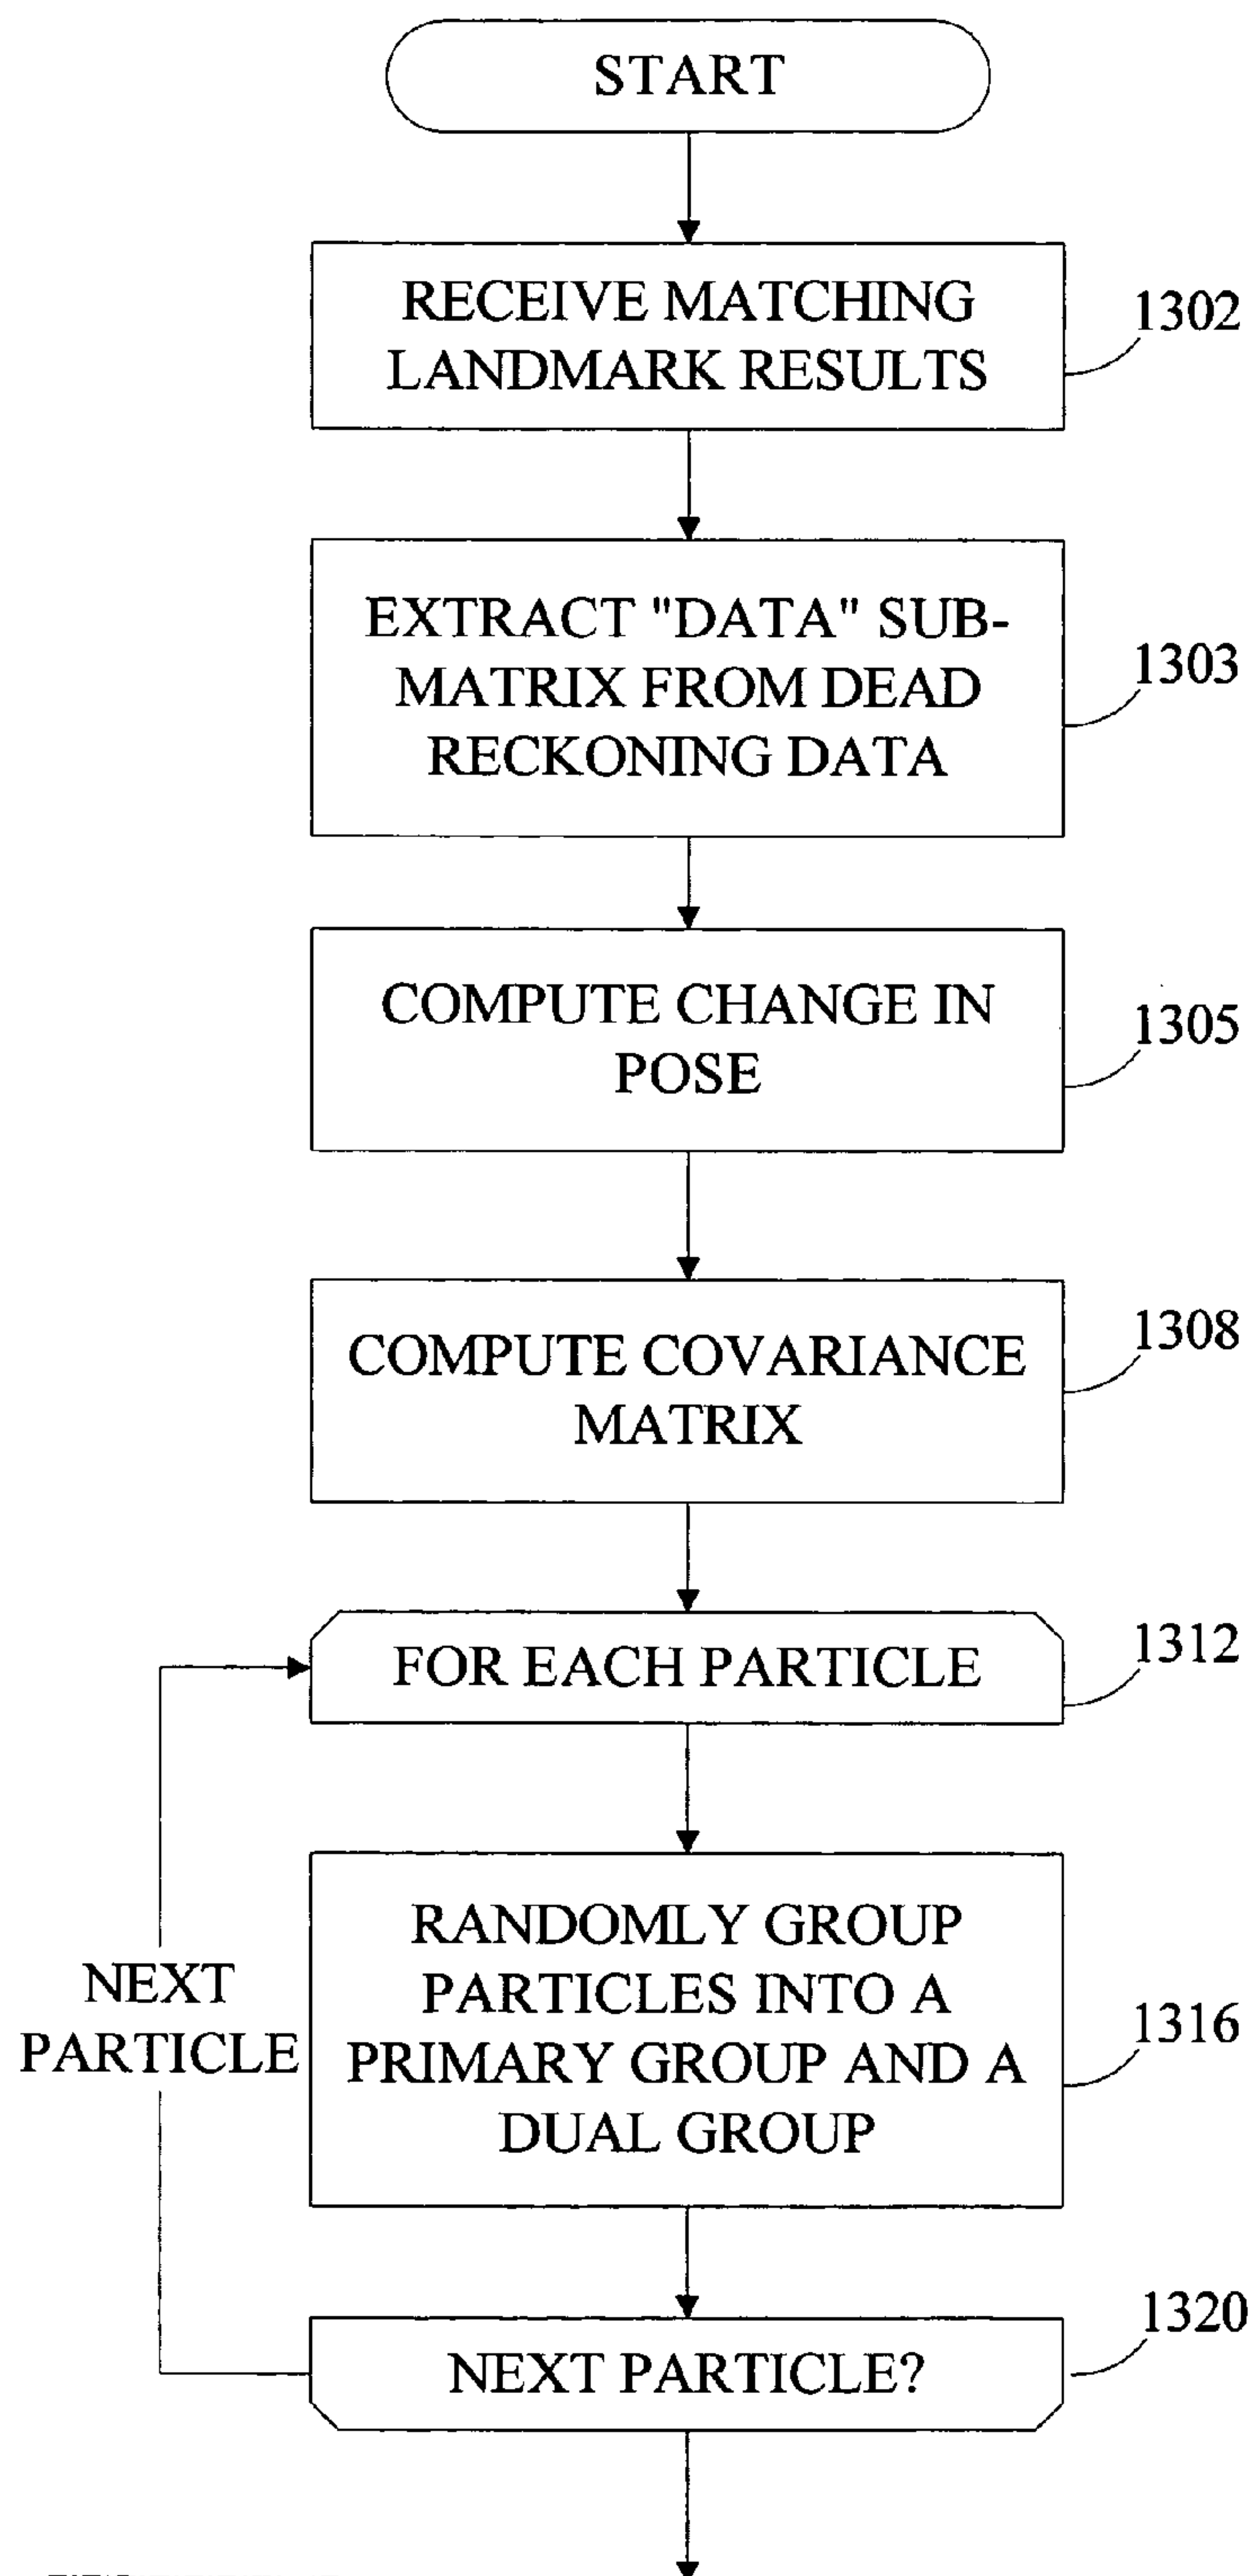 START
RECEIVE MATCHING
LANDMARK RESULTS
1302
EXTRACT "DATA" SUB-
MATRIX FROM DEAD
RECKONING DATA
1303
COMPUTE CHANGE IN
POSE
1305
COMPUTE COVARIANCE
MATRIX
1308
FOR EACH PARTICLE
1312
RANDOMLY GROUP
PARTICLES INTO A
PRIMARY GROUP AND A
DUAL GROUP
1316
NEXT
PARTICLE
NEXT PARTICLE?
1320